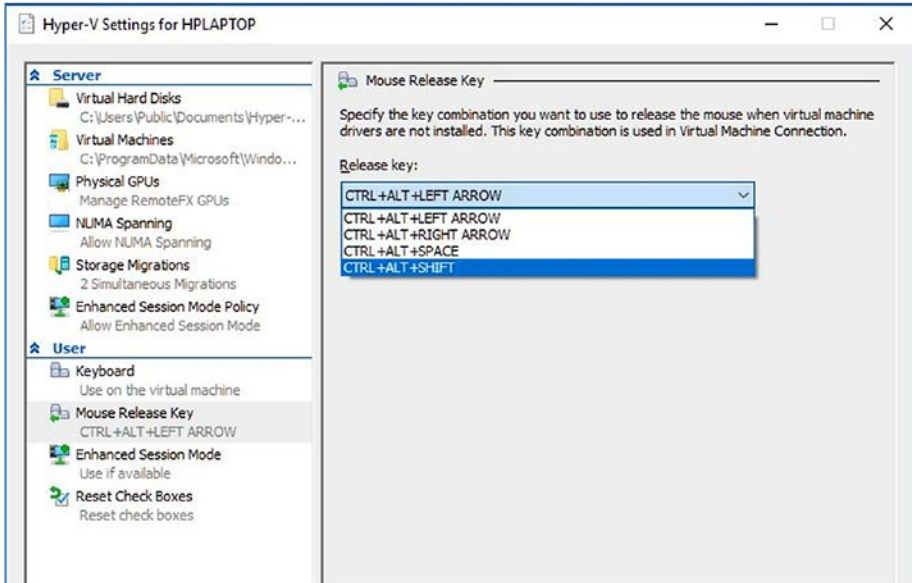 Hyper-V Settings for HPLAPTOP
Server
Virtual Hard Disks
C:\Users\Public\Documents\Hyper-...
Virtual Machines
C:\ProgramData\Microsoft\Windo...
Physical GPUs
Manage RemoteFX GPUs
NUMA Spanning
Allow NUMA Spanning
Storage Migrations
2 Simultaneous Migrations
Enhanced Session Mode Policy
Allow Enhanced Session Mode
User
Keyboard
Use on the virtual machine
Mouse Release Key
CTRL+ALT+LEFT ARROW
Enhanced Session Mode
Use if available
Reset Check Boxes
Reset check boxes
Mouse Release Key
Specify the key combination you want to use to release the mouse when virtual machine
drivers are not installed. This key combination is used in Virtual Machine Connection.
Release key:
CTRL+ALT+LEFT ARROW
CTRL+ALT+LEFT ARROW
CTRL+ALT+RIGHT ARROW
CTRL+ALT+SPACE
CTRL+ALT+SHIFT